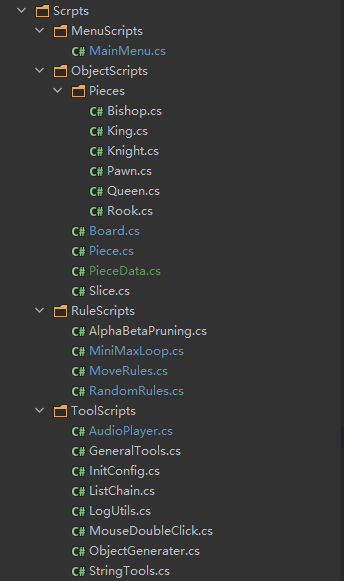 Scrpts
MenuScripts
C# MainMenu.cs
ObjectScripts
Pieces
C# Bishop.cs
C# King.cs
C# Knight.cs
C# Pawn.cs
C# Queen.cs
C# Rook.cs
C# Board.cs
C# Piece.cs
C# PieceData.cs
C# Slice.cs
RuleScripts
C# AlphaBetaPruning.cs
C# MiniMaxLoop.cs
C# MoveRules.cs
C# RandomRules.cs
ToolScripts
C# AudioPlayer.cs
C# GeneralTools.cs
C# InitConfig.cs
C# ListChain.cs
C# LogUtils.cs
C# MouseDoubleClick.cs
C# ObjectGenerater.cs
C# StringTools.cs